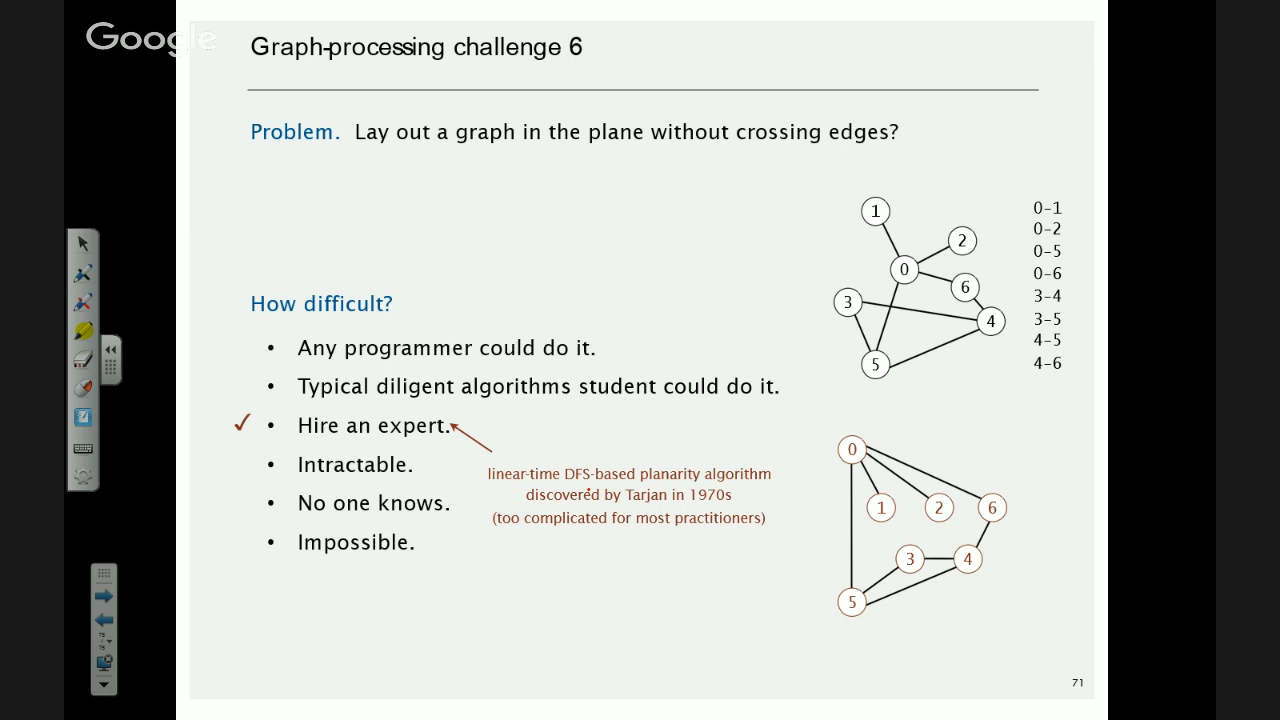 Google
Graph-processing challenge 6
Problem. Lay out a graph in the plane without crossing edges?
1
2
0
6
3
4
5
0-1
0-2
0-5
0-6
3-4
3-5
4-5
4-6
How difficult?
• Any programmer could do it.
• Typical diligent algorithms student could do it.
✓ • Hire an expert.
• Intractable.
• No one knows.
• Impossible.
linear-time DFS-based planarity algorithm
discovered by Tarjan in 1970s
(too complicated for most practitioners)
0
1
2
6
3
4
5
71